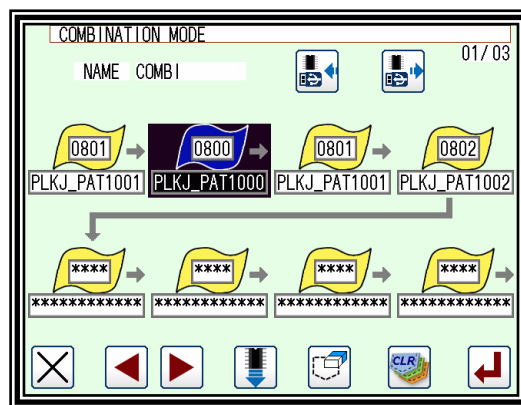 COMBINATION MODE
01/03
NAME COMBI
0801 0800 0801 0802
PLKJ_PAT1001 PLKJ_PAT1000 PLKJ_PAT1001 PLKJ_PAT1002
**** **** **** ****
************ ************ ************ ************
CLR